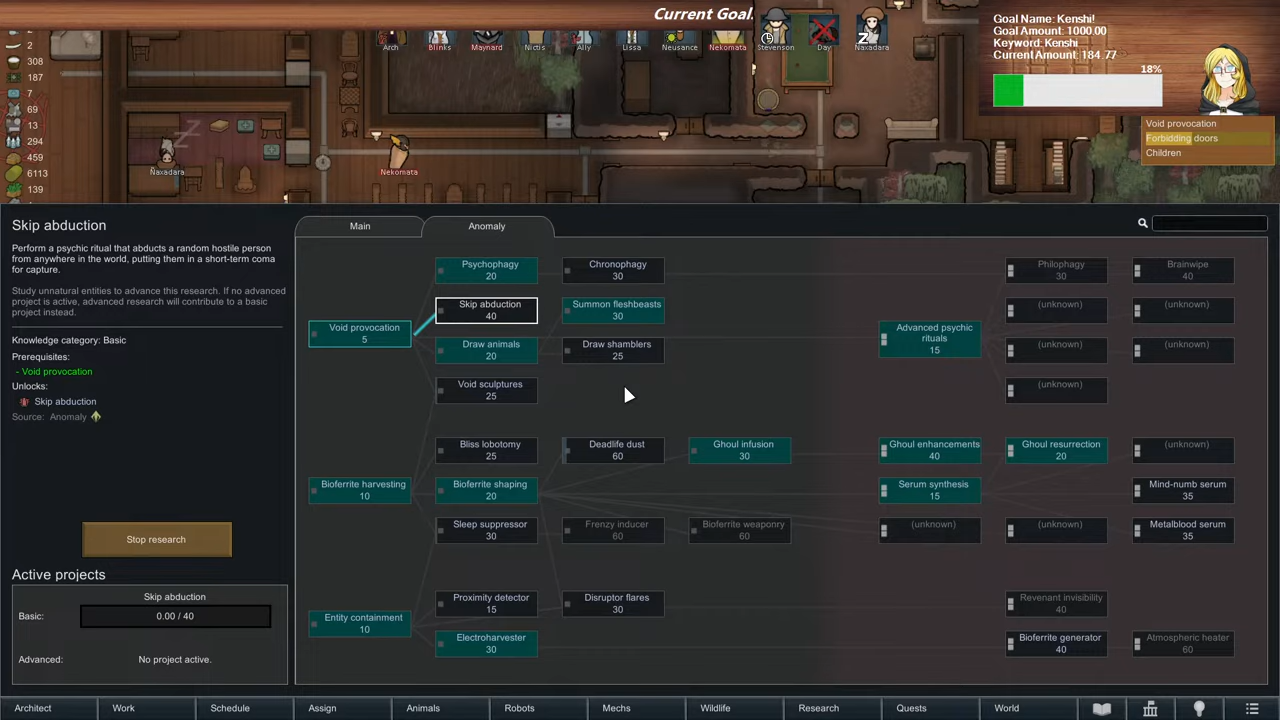 Current Goal:
Arch
Blinks
Maynard
Nictis
Ally
Lissa
Neusance
Nekomata
Stevenson
Day
Naxadara
Goal Name: Kenshi!
Goal Amount: 1000.00
Keyword: Kenshi
Current Amount: 184.77
18%
Void provocation
Forbidding doors
Children
2
2
308
187
7
69
13
296
459
6113
139
Naxadara
Nekomata
Skip abduction
Perform a psychic ritual that abducts a random hostile person
from anywhere in the world, putting them in a short-term coma
for capture.
Study unnatural entities to advance this research. If no advanced
project is active, advanced research will contribute to a basic
project instead.
Knowledge category: Basic
Prerequisites:
- Void provocation
Unlocks:
Skip abduction
Source: Anomaly
Stop research
Active projects
Skip abduction
Basic:
0.00 / 40
Advanced:
No project active.
Main
Anomaly
Psychophagy
20
Chronophagy
30
Philophagy
30
Brainwipe
40
Skip abduction
40
Summon fleshbeasts
30
(unknown)
(unknown)
Void provocation
5
Advanced psychic
rituals
15
Draw animals
20
Draw shamblers
25
(unknown)
(unknown)
Void sculptures
25
(unknown)
Bliss lobotomy
25
Deadlife dust
60
Ghoul infusion
30
Ghoul enhancements
40
Ghoul resurrection
20
(unknown)
Bioferrite harvesting
10
Bioferrite shaping
20
Serum synthesis
15
(unknown)
Mind-numb serum
35
Sleep suppressor
30
Frenzy inducer
60
Bioferrite weaponry
60
(unknown)
(unknown)
Metalblood serum
35
Proximity detector
15
Disruptor flares
30
Revenant invisibility
40
Entity containment
10
Electroharvester
30
Bioferrite generator
40
Atmospheric heater
60
Architect
Work
Schedule
Assign
Animals
Robots
Mechs
Wildlife
Research
Quests
World